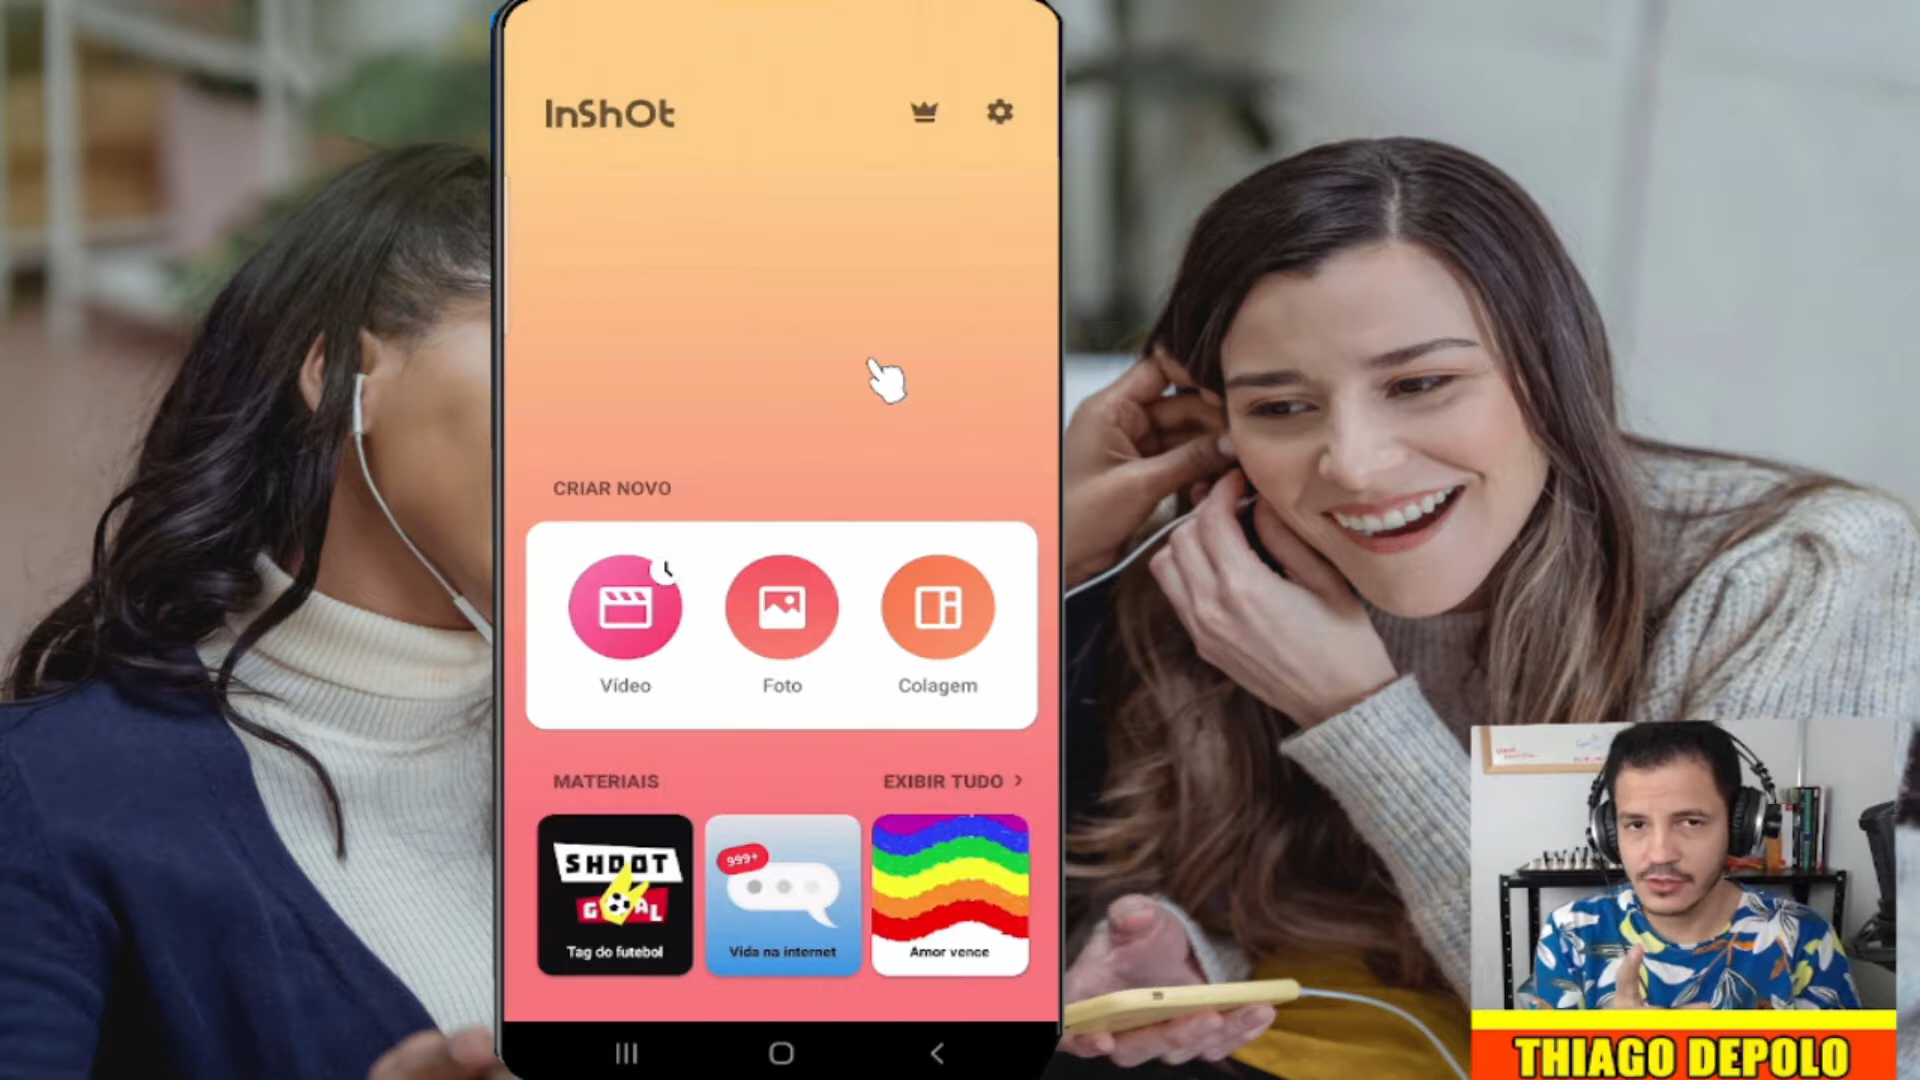 InShOt
CRIAR NOVO
Vídeo
Foto
Colagem
MATERIAIS
EXIBIR TUDO >
SHOOT
GOAL
Tag do futebol
999+
Vida na internet
Amor vence
THIAGO DEPOLO